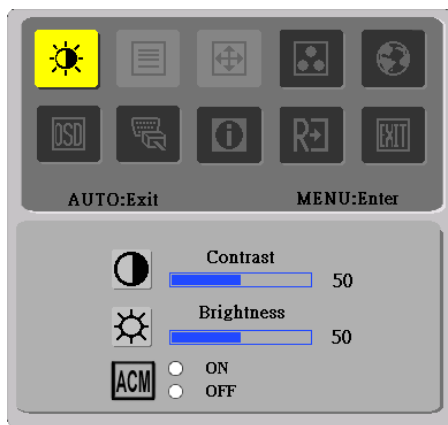 OSD
i
R
EXIT
AUTO:Exit MENU:Enter
Contrast
50
Brightness
50
ACM
ON
OFF